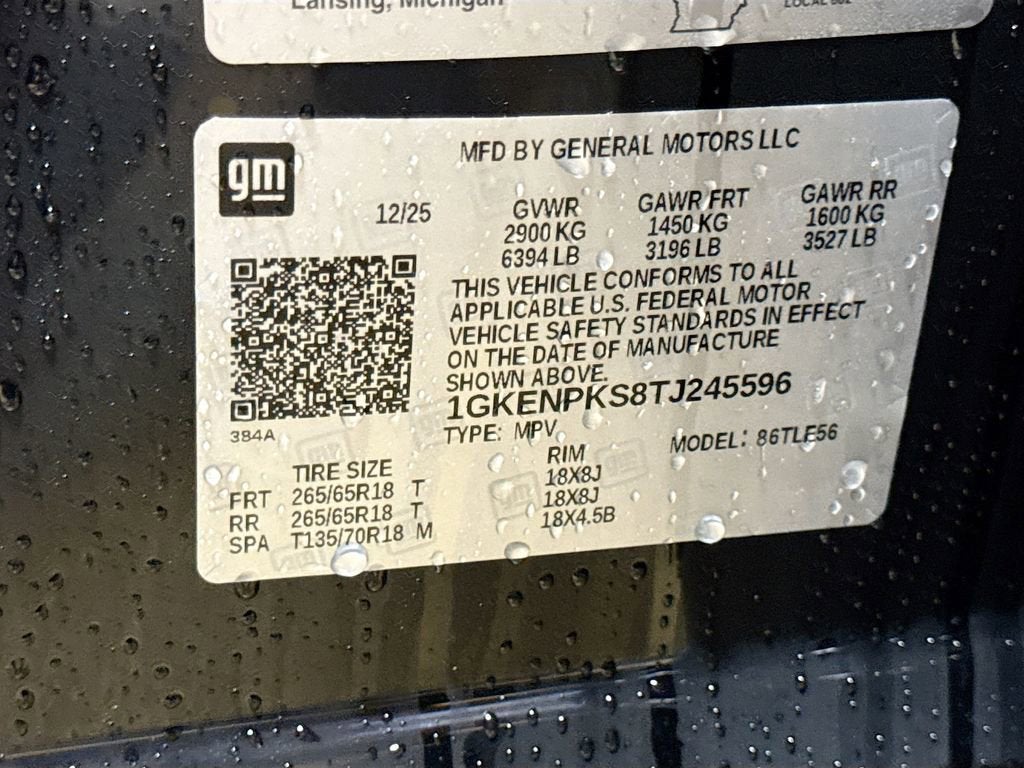 Lansing, Michigan
LOCAL 602
gm
MFD BY GENERAL MOTORS LLC
12/25
GVWR GAWR FRT GAWR RR
2900 KG 1450 KG 1600 KG
6394 LB 3196 LB 3527 LB
THIS VEHICLE CONFORMS TO ALL
APPLICABLE U.S. FEDERAL MOTOR
VEHICLE SAFETY STANDARDS IN EFFECT
ON THE DATE OF MANUFACTURE
SHOWN ABOVE.
1GKENPKS8TJ245596
384A
TYPE: MPV MODEL: 86TLE56
TIRE SIZE RIM
FRT 265/65R18 T 18X8J
RR 265/65R18 T 18X8J
SPA T135/70R18 M 18X4.5B